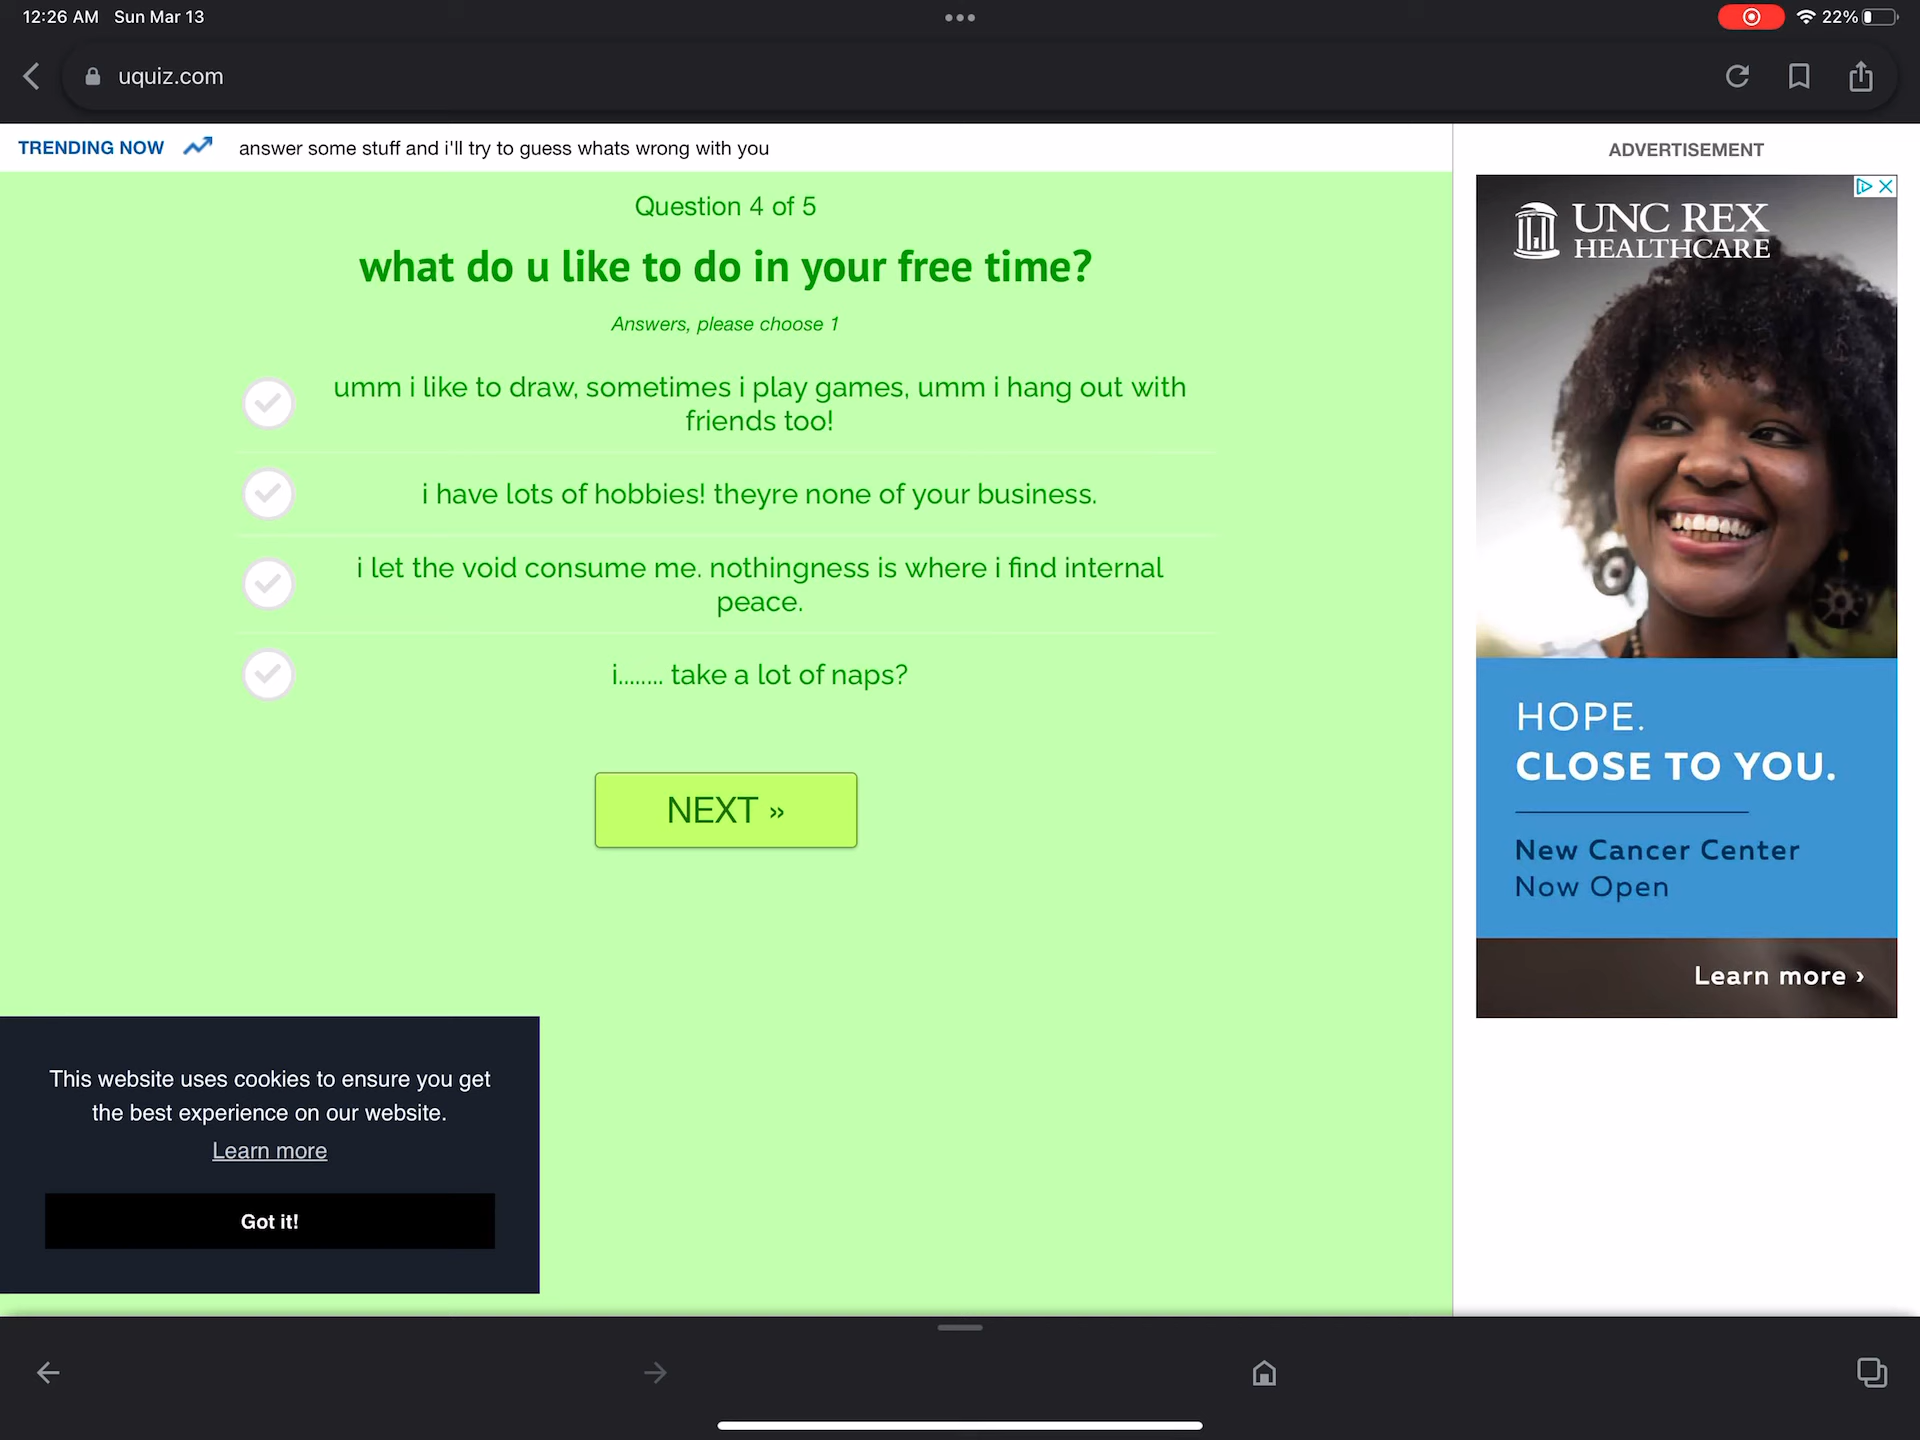 12:26 AM Sun Mar 13
22%
uquiz.com
TRENDING NOW answer some stuff and i'll try to guess whats wrong with you
Question 4 of 5
what do u like to do in your free time?
Answers, please choose 1
umm i like to draw, sometimes i play games, umm i hang out with
friends too!
i have lots of hobbies! theyre none of your business.
i let the void consume me. nothingness is where i find internal
peace.
i........ take a lot of naps?
NEXT »
This website uses cookies to ensure you get
the best experience on our website.
Learn more
Got it!
ADVERTISEMENT
UNC REX
HEALTHCARE
HOPE.
CLOSE TO YOU.
New Cancer Center
Now Open
Learn more ›